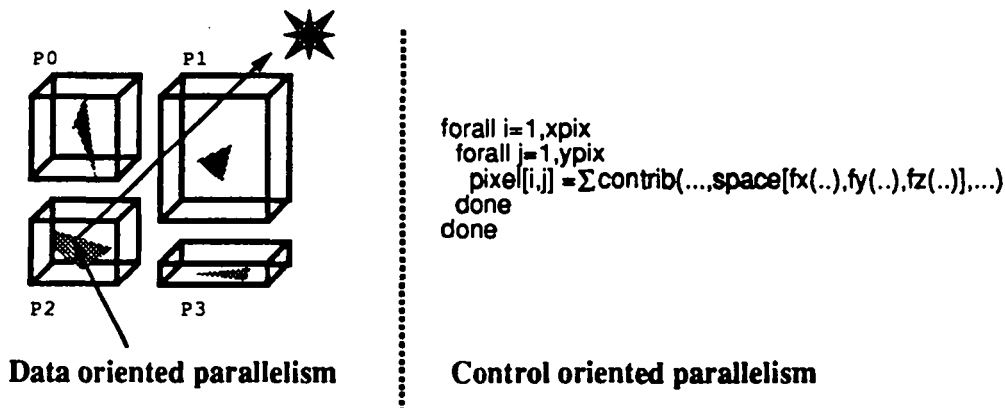 P0
P1
P2
P3
Data oriented parallelism
forall i=1,xpix
forall j=1,ypix
pixel[i,j] =∑contrib(...,space[fx(..),fy(..),fz(..)],...)
done
done
Control oriented parallelism